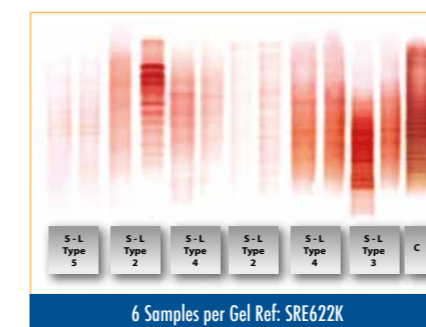 S - L
Type
5
S - L
Type
2
S - L
Type
4
S - L
Type
2
S - L
Type
4
S - L
Type
3
C
6 Samples per Gel Ref: SRE622K